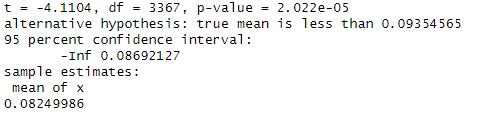 t = -4.1104, df = 3367, p-value = 2.022e-05
alternative hypothesis: true mean is less than 0.09354565
95 percent confidence interval:
-Inf 0.08692127
sample estimates:
mean of x
0.08249986